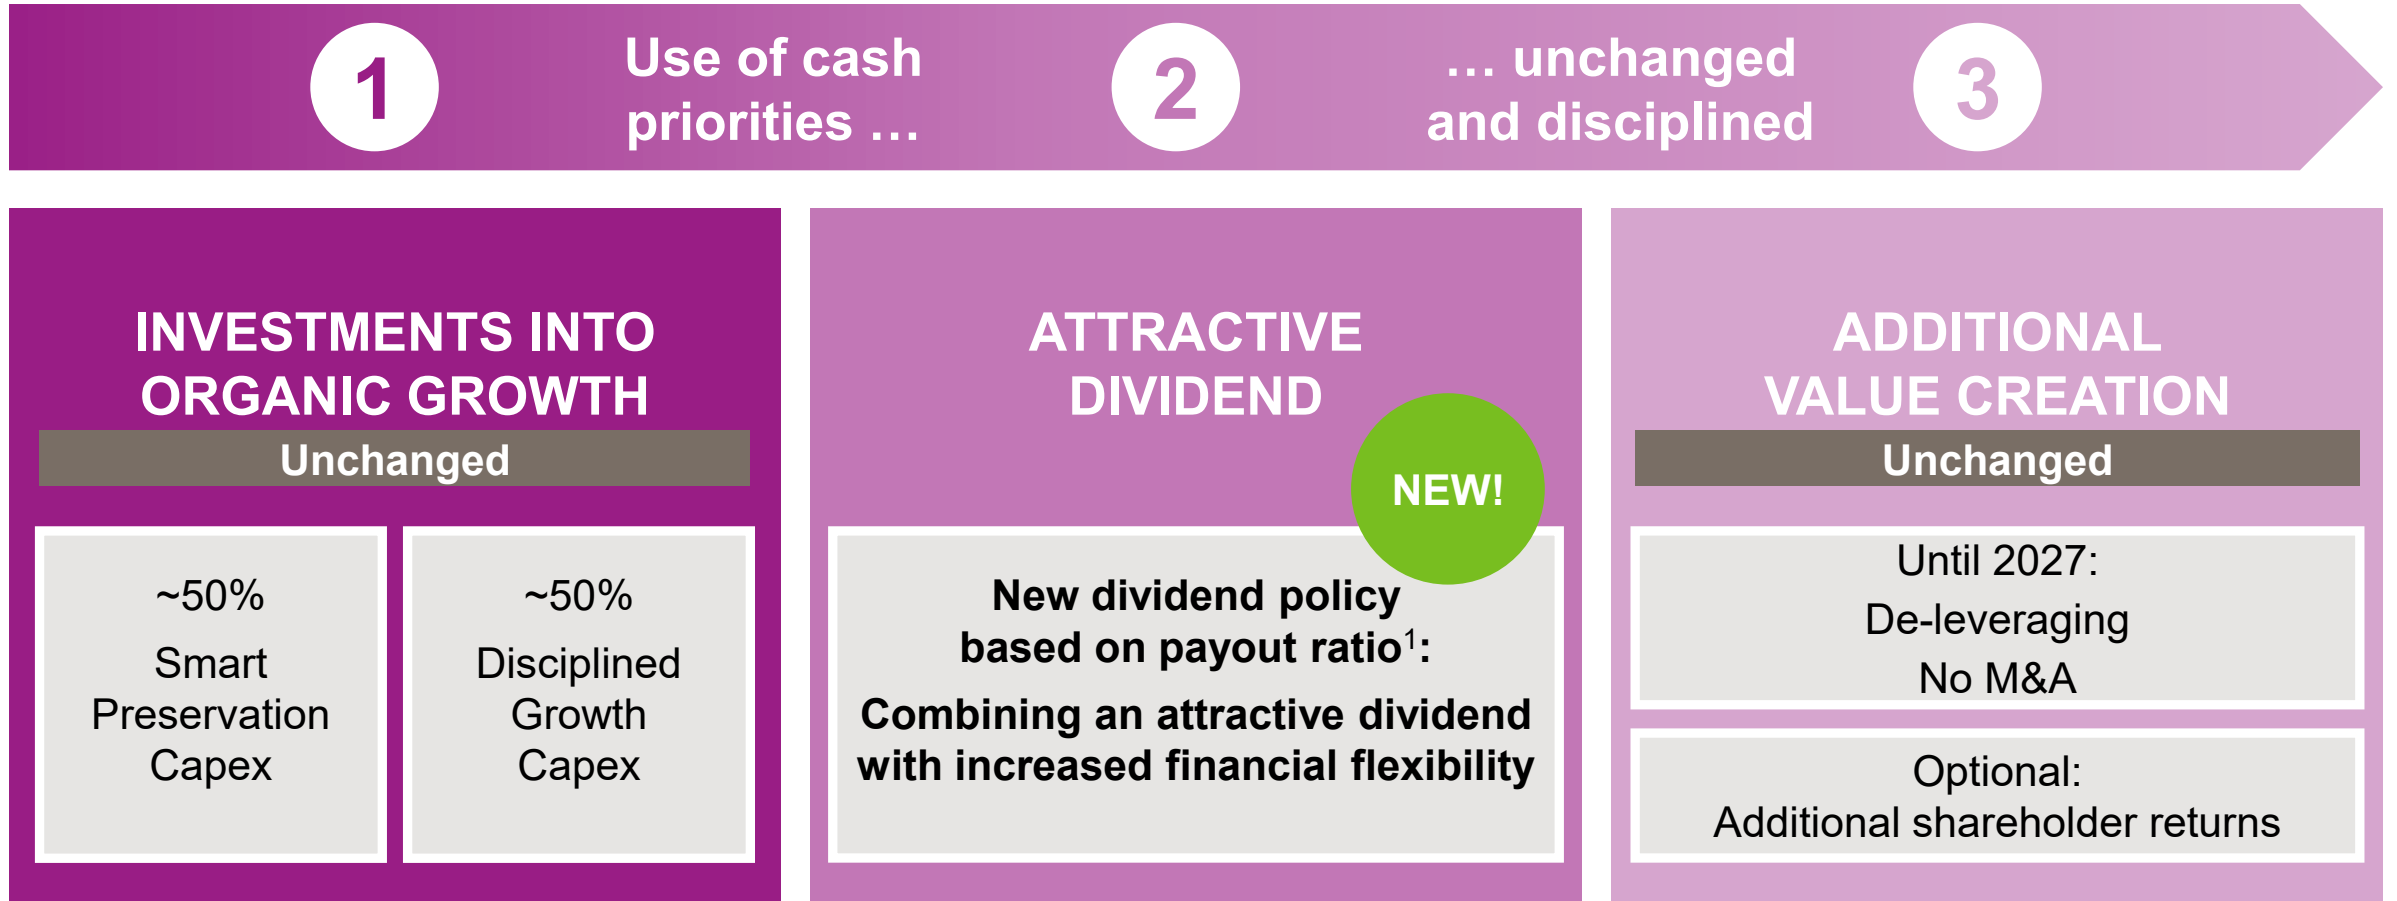 1
Use of cash
priorities …
2
… unchanged
and disciplined
3
INVESTMENTS INTO
ORGANIC GROWTH
Unchanged
~50%
Smart
Preservation
Capex
~50%
Disciplined
Growth
Capex
ATTRACTIVE
DIVIDEND
NEW!
New dividend policy
based on payout ratio¹:
Combining an attractive dividend
with increased financial flexibility
ADDITIONAL
VALUE CREATION
Unchanged
Until 2027:
De-leveraging
No M&A
Optional:
Additional shareholder returns